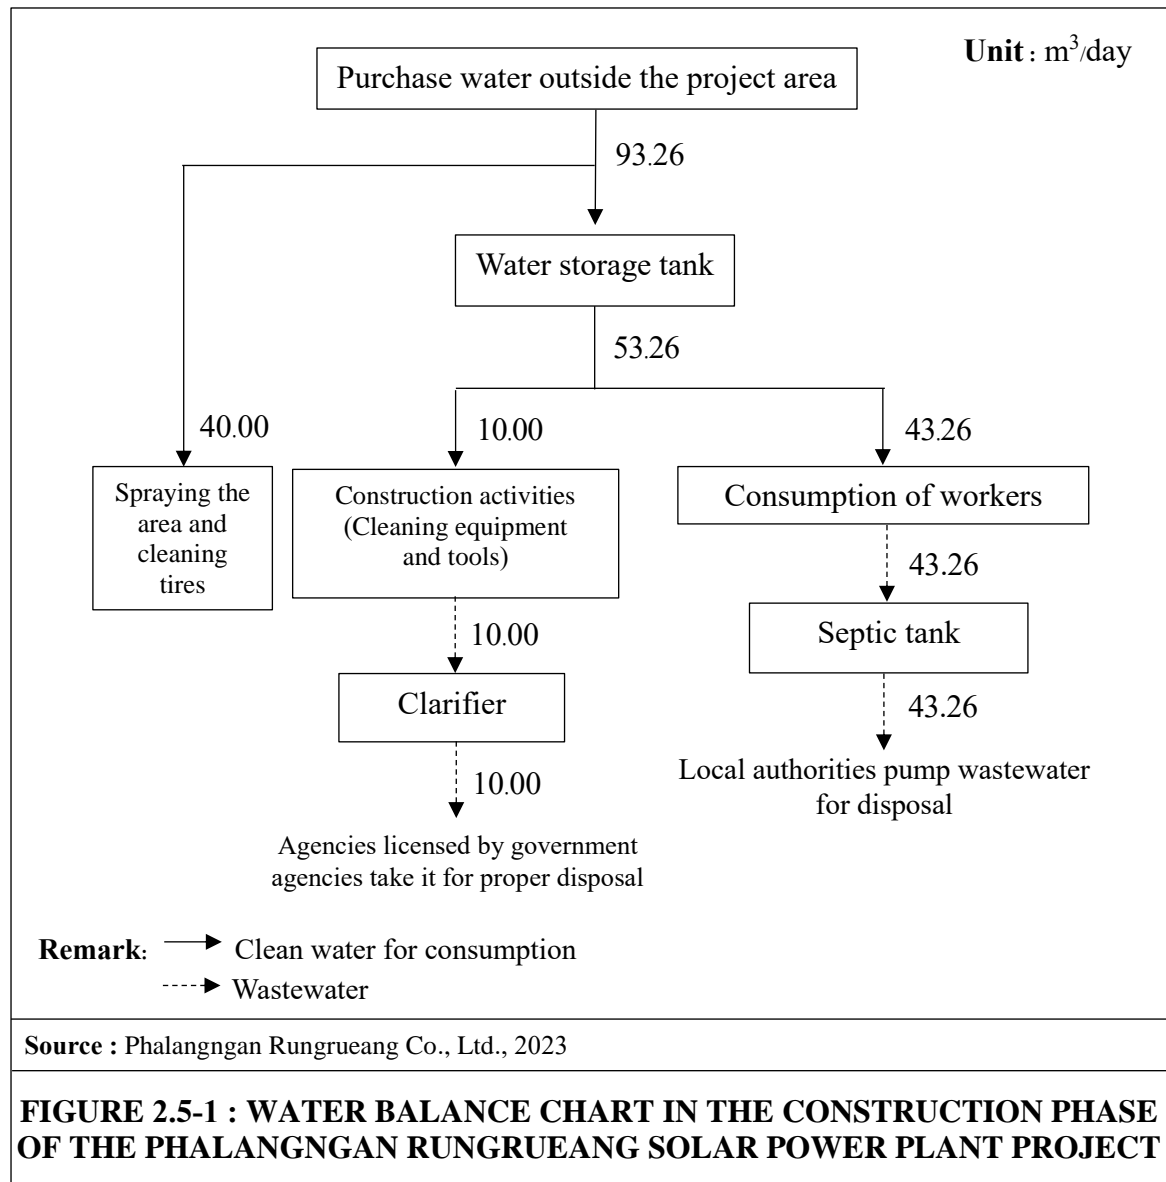 Unit : m³/day
Purchase water outside the project area
93.26
Water storage tank
53.26
40.00
10.00
43.26
Spraying the
area and
cleaning
tires
Construction activities
(Cleaning equipment
and tools)
Consumption of workers
43.26
10.00
Septic tank
Clarifier
43.26
10.00
Local authorities pump wastewater
for disposal
Agencies licensed by government
agencies take it for proper disposal
Remark: Clean water for consumption
Wastewater
Source : Phalangngan Rungrueang Co., Ltd., 2023
FIGURE 2.5-1 : WATER BALANCE CHART IN THE CONSTRUCTION PHASE
OF THE PHALANGNGAN RUNGRUEANG SOLAR POWER PLANT PROJECT